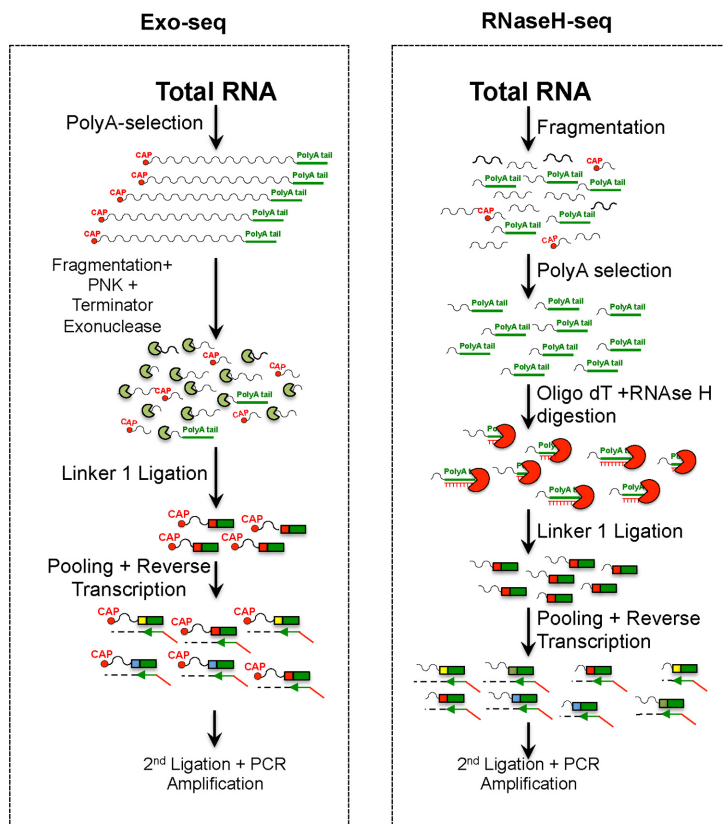 Exo-seq
Total RNA
PolyA-selection
CAP PolyA tail
CAP PolyA tail
CAP PolyA tail
CAP PolyA tail
CAP PolyA tail
Fragmentation+
PNK +
Terminator
Exonuclease
CAP
CAP
CAP PolyA tail
CAP CAP
PolyA tail
Linker 1 Ligation
CAP CAP
CAP CAP
Pooling + Reverse
Transcription
CAP CAP
CAP
CAP CAP
CAP
2nd Ligation + PCR
Amplification
RNaseH-seq
Total RNA
Fragmentation
CAP
PolyA tail PolyA tail
PolyA tail
CAP PolyA tail
PolyA tail
CAP
PolyA selection
PolyA tail PolyA tail
PolyA tail PolyA tail
PolyA tail PolyA tail
PolyA tail PolyA tail
Oligo dT +RNAse H
digestion
Linker 1 Ligation
Pooling + Reverse
Transcription
2nd Ligation + PCR
Amplification